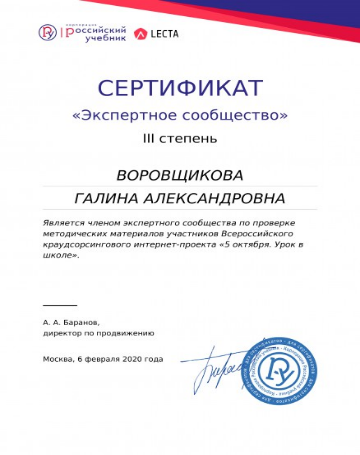 корпорация
Российский
учебник
LECTA
СЕРТИФИКАТ
«Экспертное сообщество»
III степень
ВОРОВЩИКОВА
ГАЛИНА АЛЕКСАНДРОВНА
Является членом экспертного сообщества по проверке
методических материалов участников Всероссийского
краудсорсингового интернет-проекта «5 октября. Урок в
школе».
А. А. Баранов,
директор по продвижению
Москва, 6 февраля 2020 года